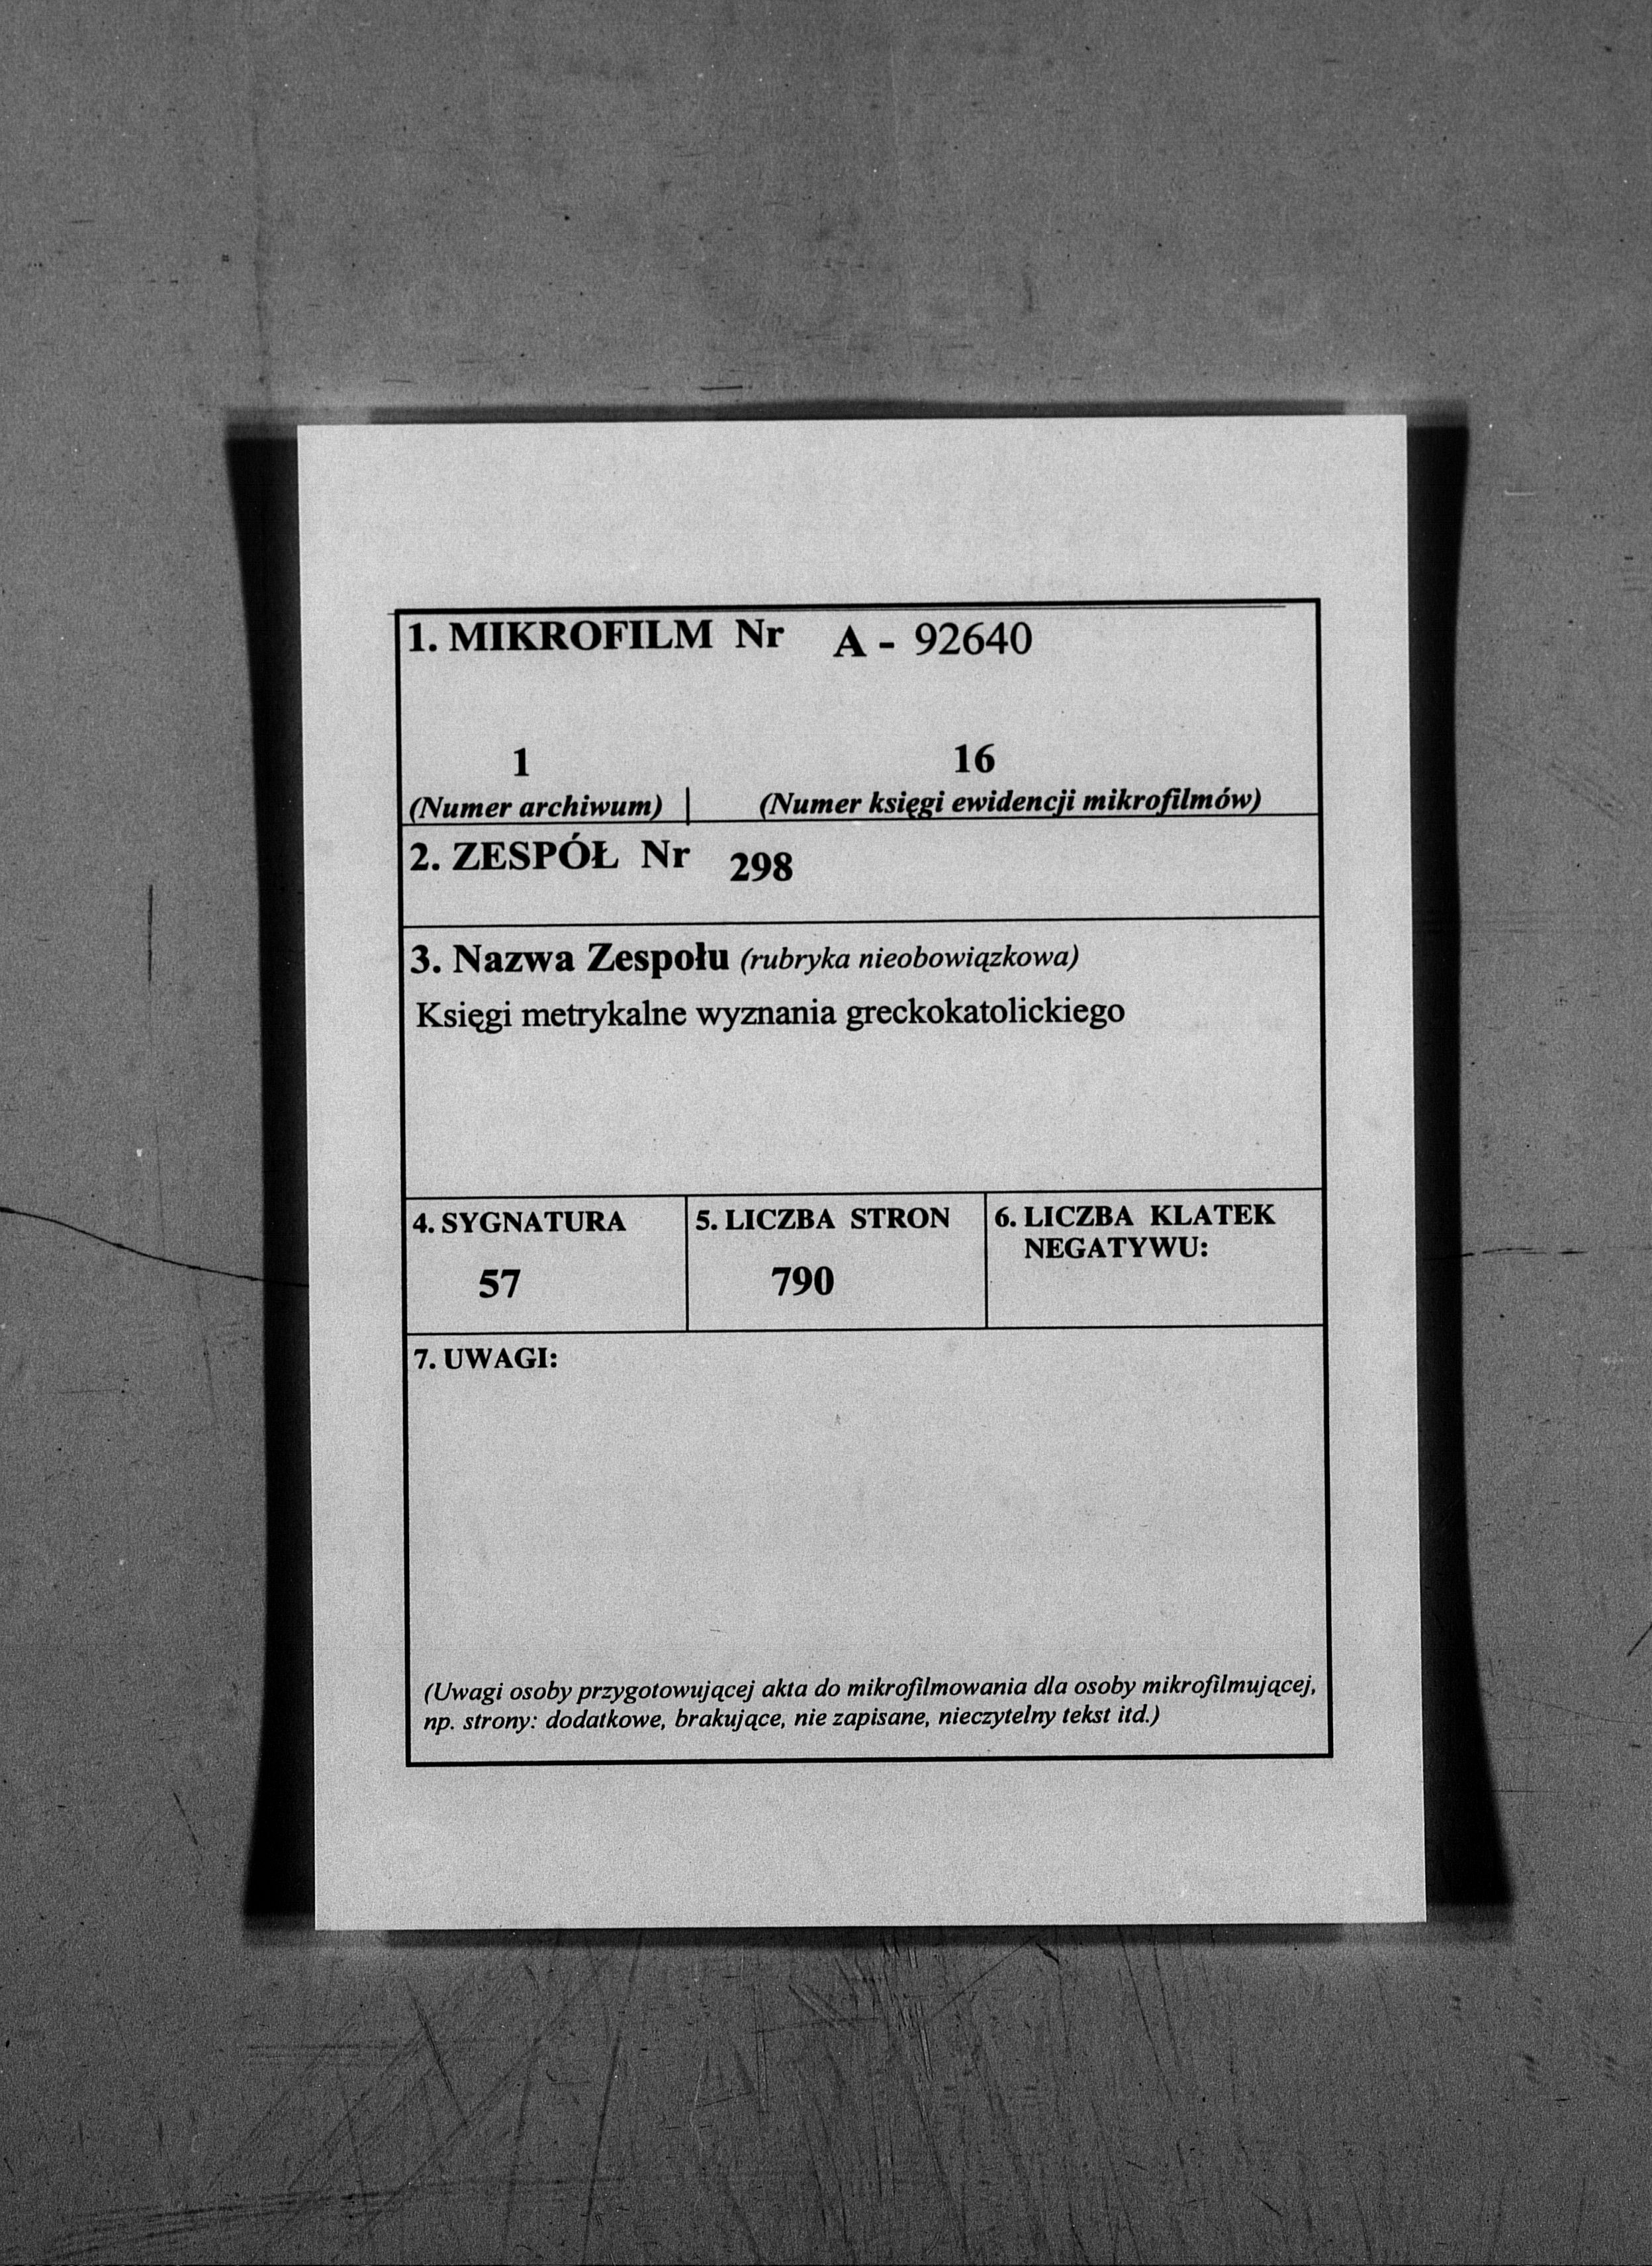 1. MIKROFILM Nr A - 92640
1 16
(Numer archiwum) | (Numer księgi ewidencji mikrofilmów)
2. ZESPÓŁ Nr 298
3. Nazwa Zespołu (rubryka nieobowiązkowa)
Księgi metrykalne wyznania greckokatolickiego
4. SYGNATURA
57
5. LICZBA STRON
790
6. LICZBA KLATEK
NEGATYWU:
7. UWAGI:
(Uwagi osoby przygotowującej akta do mikrofilmowania dla osoby mikrofilmującej,
np. strony: dodatkowe, brakujące, nie zapisane, nieczytelny tekst itd.)